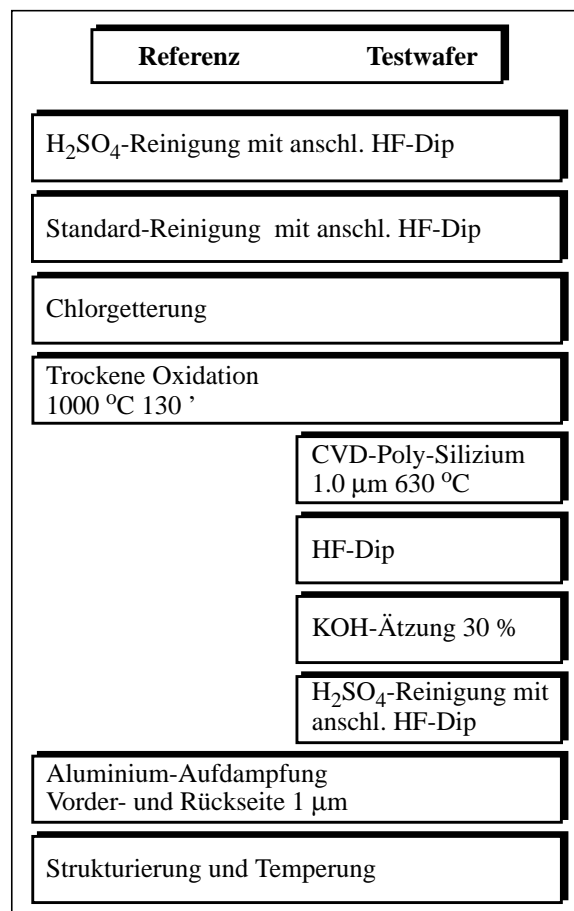 Referenz Testwafer
H₂SO₄-Reinigung mit anschl. HF-Dip
Standard-Reinigung mit anschl. HF-Dip
Chlorgetterung
Trockene Oxidation
1000 °C 130 ’
CVD-Poly-Silizium
1.0 µm 630 °C
HF-Dip
KOH-Ätzung 30 %
H₂SO₄-Reinigung mit
anschl. HF-Dip
Aluminium-Aufdampfung
Vorder- und Rückseite 1 µm
Strukturierung und Temperung